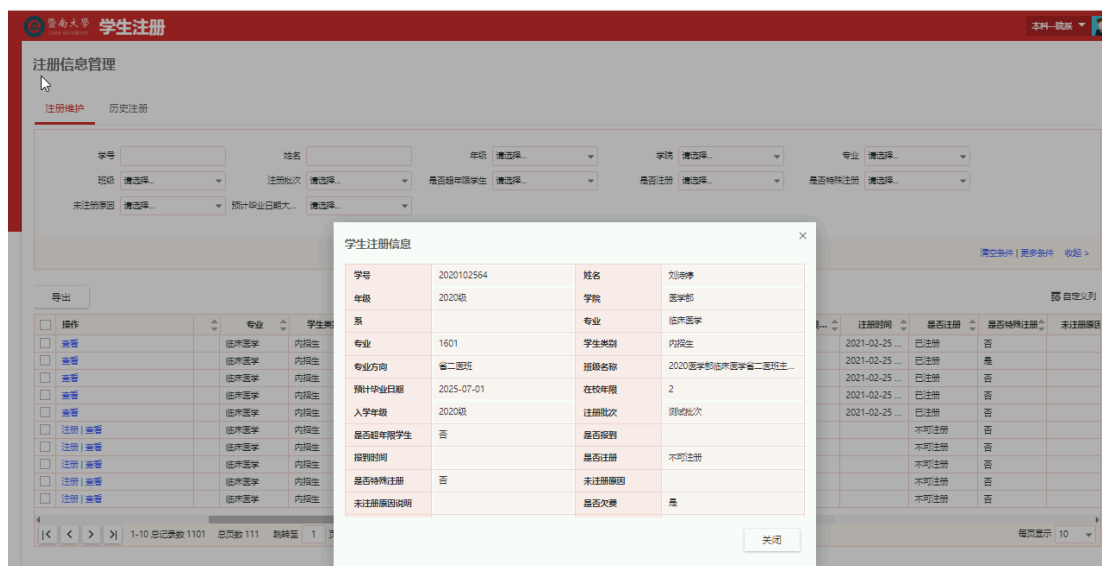 暨南大学 学生注册
本科--院系
注册信息管理
注册维护 历史注册
学号 姓名 年级 请选择... 学院 请选择... 专业 请选择...
班级 请选择... 注册批次 请选择... 是否超年限学生 请选择... 是否注册 请选择... 是否特殊注册 请选择...
未注册原因 请选择... 预计毕业日期大... 请选择...
清空条件 | 更多条件 收起 >
导出 自定义列
学生注册信息 ×
学号 2020102564 姓名
年级 2020级 学院 医学部
系 专业 临床医学
专业 1601 学生类别 内招生
专业方向 省二医班 班级名称 2020医学部临床医学省二医班主...
预计毕业日期 2025-07-01 在校年限 2
入学年级 2020级 注册批次 测试批次
是否超年限学生 否 是否报到
报到时间 是否注册 不可注册
是否特殊注册 否 未注册原因
未注册原因说明 是否欠费 是
关闭
操作 专业 学生类 注册时间 是否注册 是否特殊注册 未注册原因
查看 临床医学 内招生 2021-02-25 ... 已注册 否
查看 临床医学 内招生 2021-02-25 ... 已注册 是
查看 临床医学 内招生 2021-02-25 ... 已注册 否
查看 临床医学 内招生 2021-02-25 ... 已注册 否
查看 临床医学 内招生 2021-02-25 ... 已注册 否
注册 | 查看 临床医学 内招生 不可注册 否
注册 | 查看 临床医学 内招生 不可注册 否
注册 | 查看 临床医学 内招生 不可注册 否
注册 | 查看 临床医学 内招生 不可注册 否
注册 | 查看 临床医学 内招生 不可注册 否
1-10 总记录数 1101 总页数 111 跳转至 1 每页显示 10